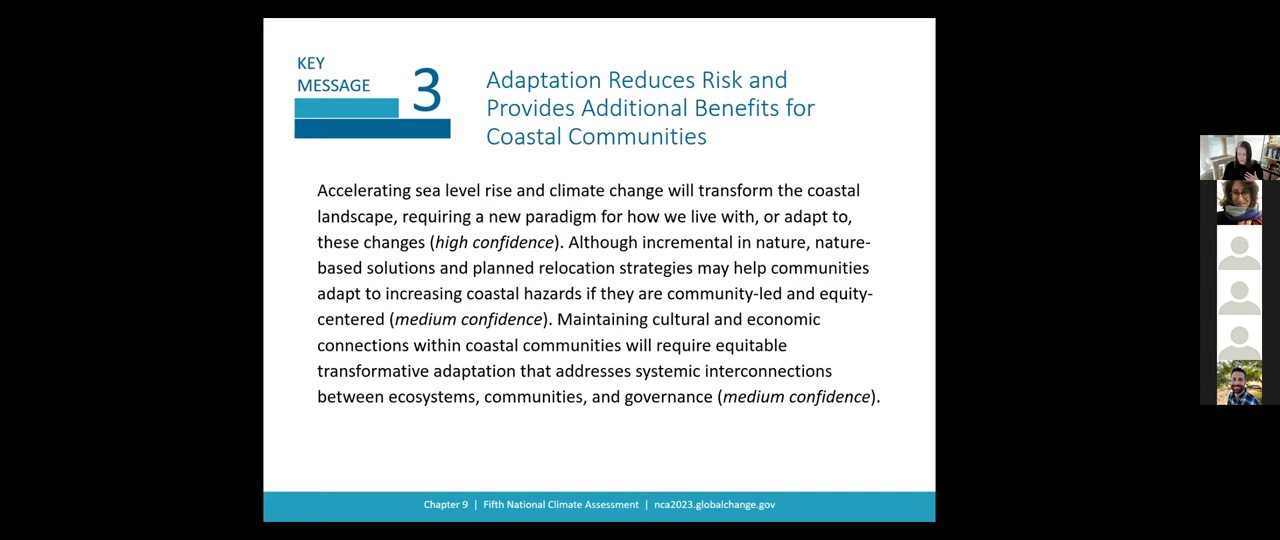 KEY
MESSAGE
3
Adaptation Reduces Risk and
Provides Additional Benefits for
Coastal Communities
Accelerating sea level rise and climate change will transform the coastal
landscape, requiring a new paradigm for how we live with, or adapt to,
these changes (high confidence). Although incremental in nature, nature-
based solutions and planned relocation strategies may help communities
adapt to increasing coastal hazards if they are community-led and equity-
centered (medium confidence). Maintaining cultural and economic
connections within coastal communities will require equitable
transformative adaptation that addresses systemic interconnections
between ecosystems, communities, and governance (medium confidence).
Chapter 9 | Fifth National Climate Assessment | nca2023.globalchange.gov